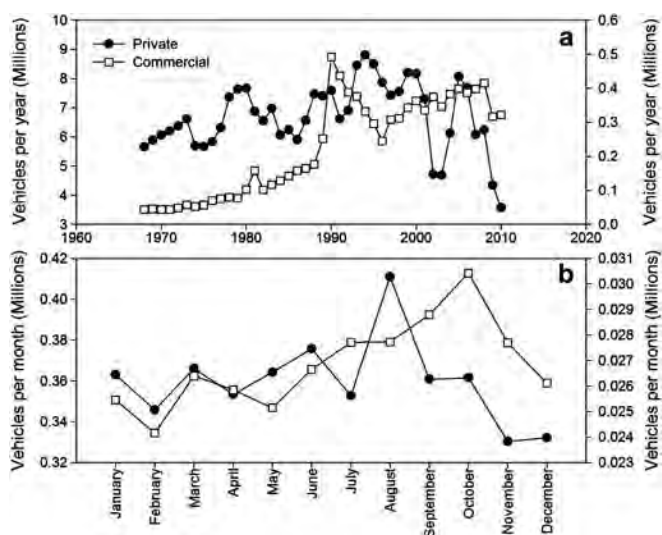 a
Private
Commercial
Vehicles per year (Millions)
10
9
8
7
6
5
4
3
Vehicles per year (Millions)
0.6
0.5
0.4
0.3
0.2
0.1
0.0
1960 1970 1980 1990 2000 2010 2020
b
Vehicles per month (Millions)
0.42
0.40
0.38
0.36
0.34
0.32
Vehicles per month (Millions)
0.031
0.030
0.029
0.028
0.027
0.026
0.025
0.024
0.023
January
February
March
April
May
June
July
August
September
October
November
December